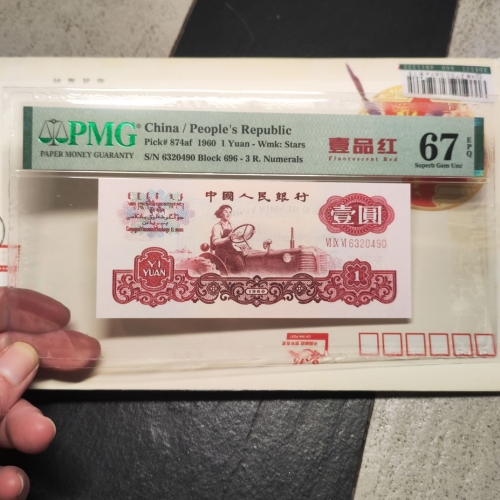 PMG
PAPER MONEY GUARANTY
China / People's Republic
Pick# 874af 1960 1 Yuan - Wmk: Stars
S/N 6320490 Block 696 - 3 R. Numerals
壹品红
Fluorescent Red
67
EPQ
Superb Gem Unc
中國人民銀行
壹圓
VI IX VI 6320490
YI
YUAN
1960
1